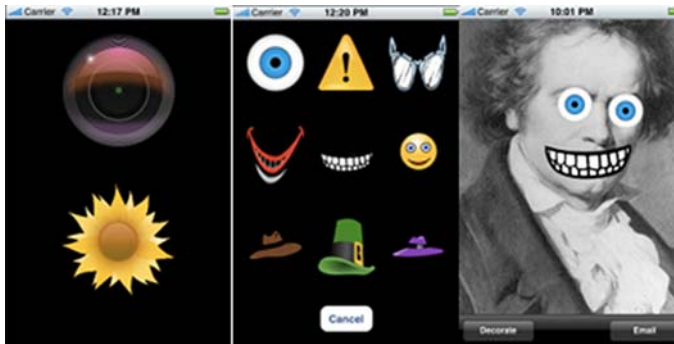 Carrier 12:17 PM
Carrier 12:20 PM
Cancel
Carrier 10:01 PM
Decorate Email